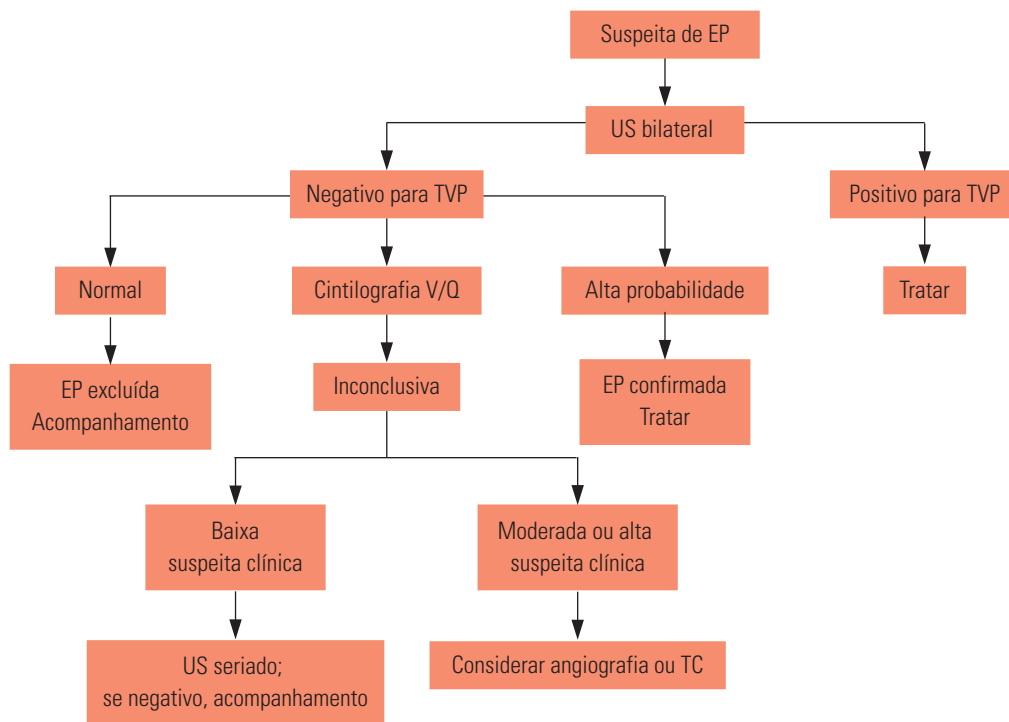 Suspeita de EP
US bilateral
Negativo para TVP
Positivo para TVP
Normal
Cintilografia V/Q
Alta probabilidade
Tratar
EP excluída
Acompanhamento
Inconclusiva
EP confirmada
Tratar
Baixa
suspeita clínica
Moderada ou alta
suspeita clínica
US seriado;
se negativo, acompanhamento
Considerar angiografia ou TC